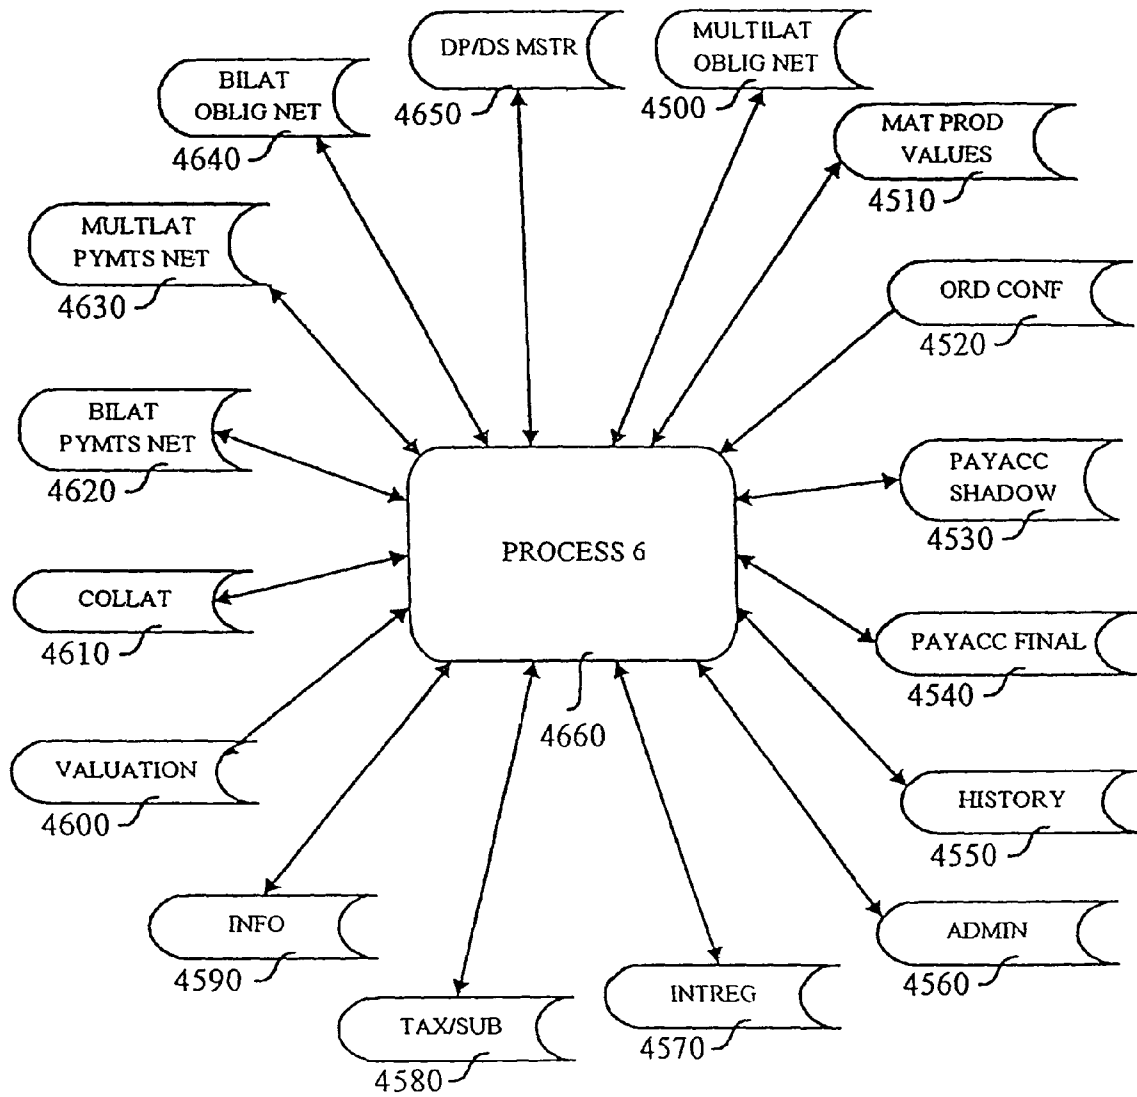 DP/DS MSTR
4650
MULTILAT
OBLIG NET
4500
BILAT
OBLIG NET
4640
MAT PROD
VALUES
4510
MULTLAT
PYMTS NET
4630
ORD CONF
4520
BILAT
PYMTS NET
4620
PAYACC
SHADOW
4530
PROCESS 6
4660
COLLAT
4610
PAYACC FINAL
4540
VALUATION
4600
HISTORY
4550
INFO
4590
ADMIN
4560
TAX/SUB
4580
INTREG
4570